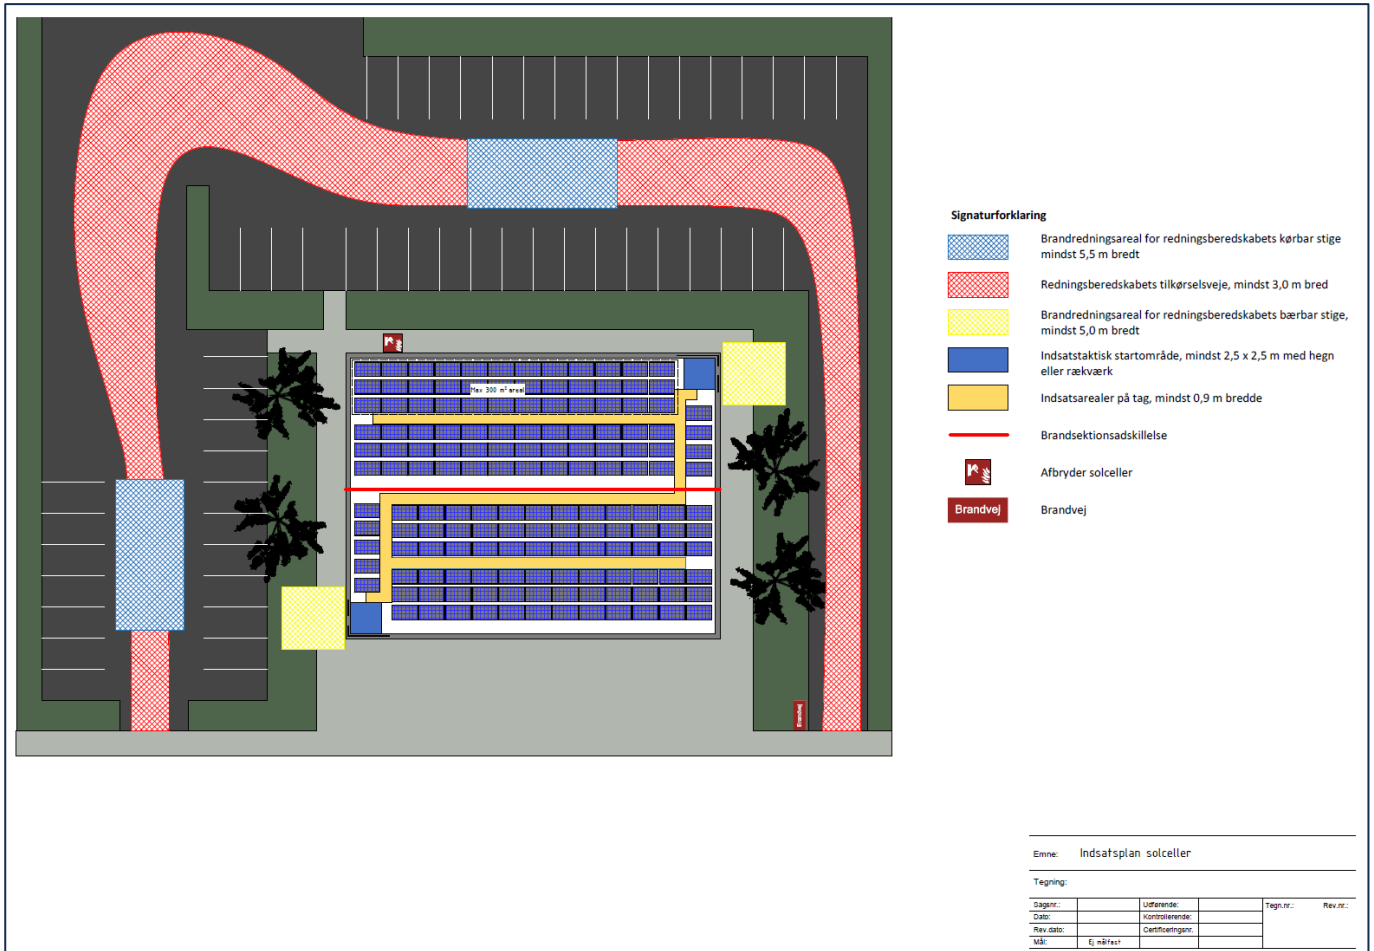 Max 300 m² areal
Brandvej
Signaturforklaring
Brandredningsareal for redningsberedskabets kørbar stige
mindst 5,5 m bredt
Redningsberedskabets tilkørselsveje, mindst 3,0 m bred
Brandredningsareal for redningsberedskabets bærbar stige,
mindst 5,0 m bredt
Indsatstaktisk startområde, mindst 2,5 x 2,5 m med hegn
eller rækværk
Indsatsarealer på tag, mindst 0,9 m bredde
Brandsektionsadskillelse
Afbryder solceller
Brandvej
Brandvej
Emne: Indsatsplan solceller
Tegning:
Sagsnr.: Udførende: Tegn.nr.: Rev.nr.:
Dato: Kontrollerende:
Rev.dato: Certificeringsnr.
Mål: Ej målfast